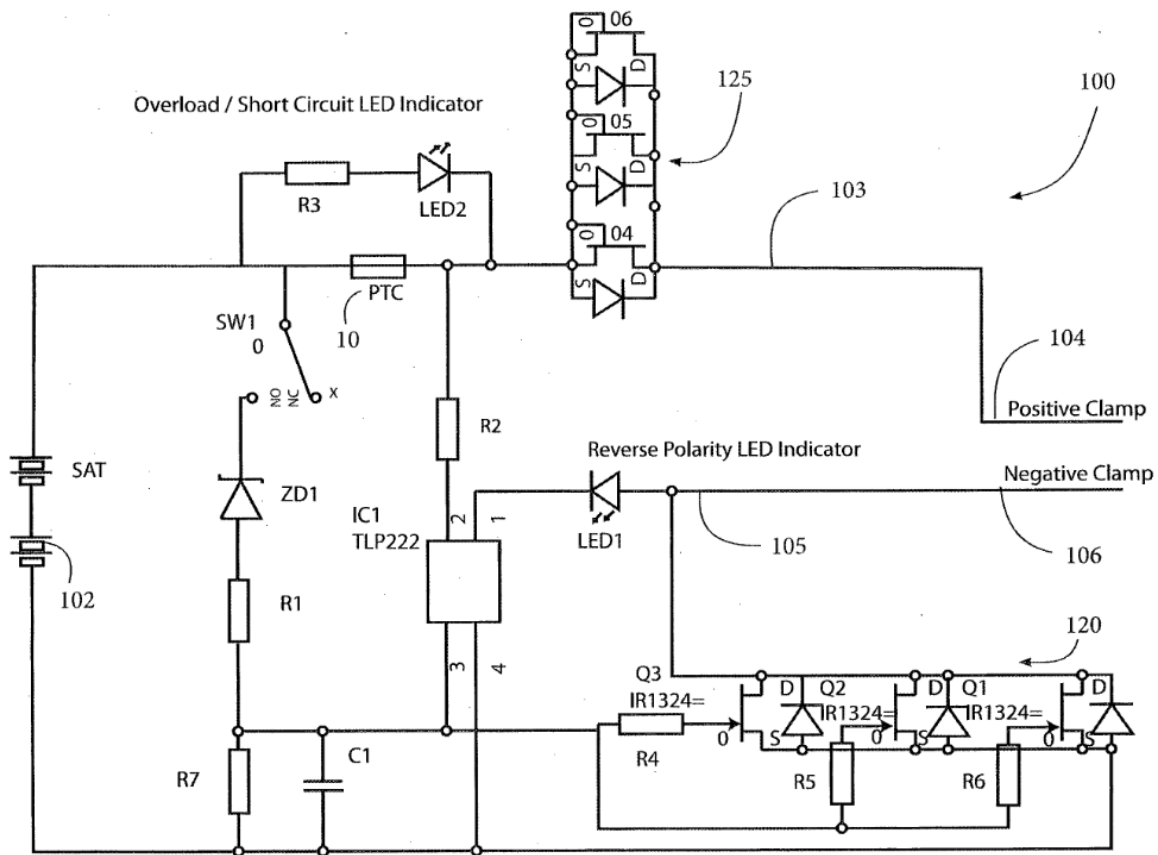 O 06
S D
125
100
Overload / Short Circuit LED Indicator
O 05
S D
103
R3
LED2
O 04
S D
PTC
10
SW1
0
NO
NC
X
104
Positive Clamp
R2
Reverse Polarity LED Indicator
Negative Clamp
SAT
ZD1
IC1
TLP222
2
1
LED1
105
106
102
R1
3
4
120
Q3
IR1324=
D
Q2
IR1324=
D
Q1
IR1324=
D
0
S
0
S
0
S
R4
R5
R6
R7
C1